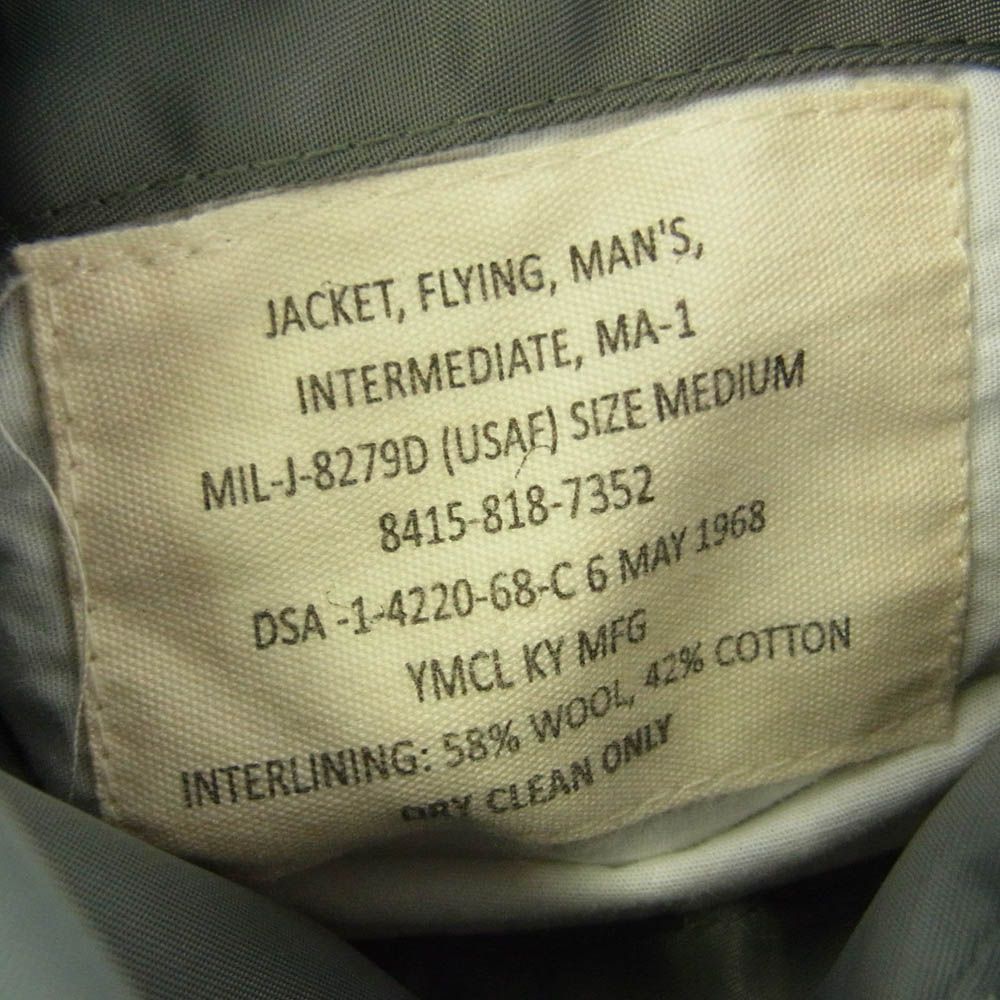 JACKET, FLYING, MAN'S,
INTERMEDIATE, MA-1
MIL-J-8279D (USAF) SIZE MEDIUM
8415-818-7352
DSA -1-4220-68-C 6 MAY 1968
YMCL KY MFG
INTERLINING: 58% WOOL, 42% COTTON
DRY CLEAN ONLY